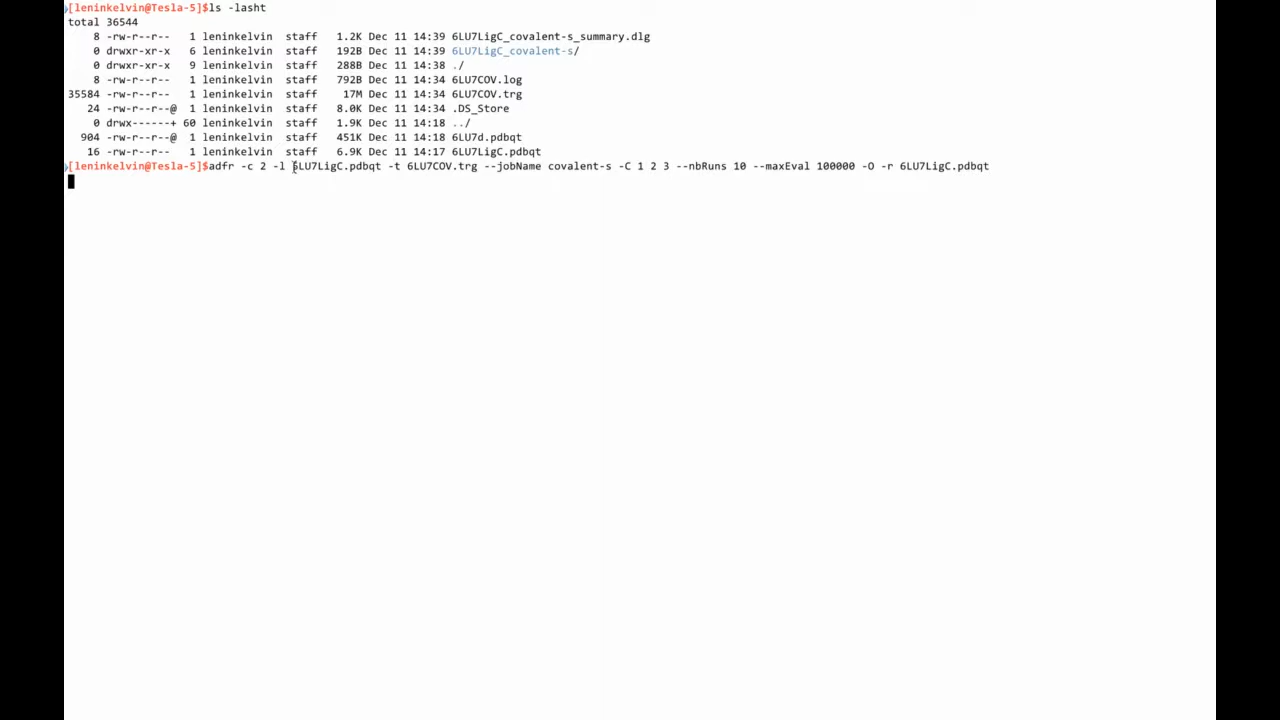 [leninkelvin@Tesla-5]$ls -lasht
total 36544
8 -rw-r--r-- 1 leninkelvin staff 1.2K Dec 11 14:39 6LU7LigC_covalent-s_summary.dlg
0 drwxr-xr-x 6 leninkelvin staff 192B Dec 11 14:39 6LU7LigC_covalent-s/
0 drwxr-xr-x 9 leninkelvin staff 288B Dec 11 14:38 ./
8 -rw-r--r-- 1 leninkelvin staff 792B Dec 11 14:34 6LU7COV.log
35584 -rw-r--r-- 1 leninkelvin staff 17M Dec 11 14:34 6LU7COV.trg
24 -rw-r--r--@ 1 leninkelvin staff 8.0K Dec 11 14:34 .DS_Store
0 drwx------+ 60 leninkelvin staff 1.9K Dec 11 14:18 ../
904 -rw-r--r--@ 1 leninkelvin staff 451K Dec 11 14:18 6LU7d.pdbqt
16 -rw-r--r-- 1 leninkelvin staff 6.9K Dec 11 14:17 6LU7LigC.pdbqt
[leninkelvin@Tesla-5]$adfr -c 2 -l 6LU7LigC.pdbqt -t 6LU7COV.trg --jobName covalent-s -C 1 2 3 --nbRuns 10 --maxEval 100000 -O -r 6LU7LigC.pdbqt